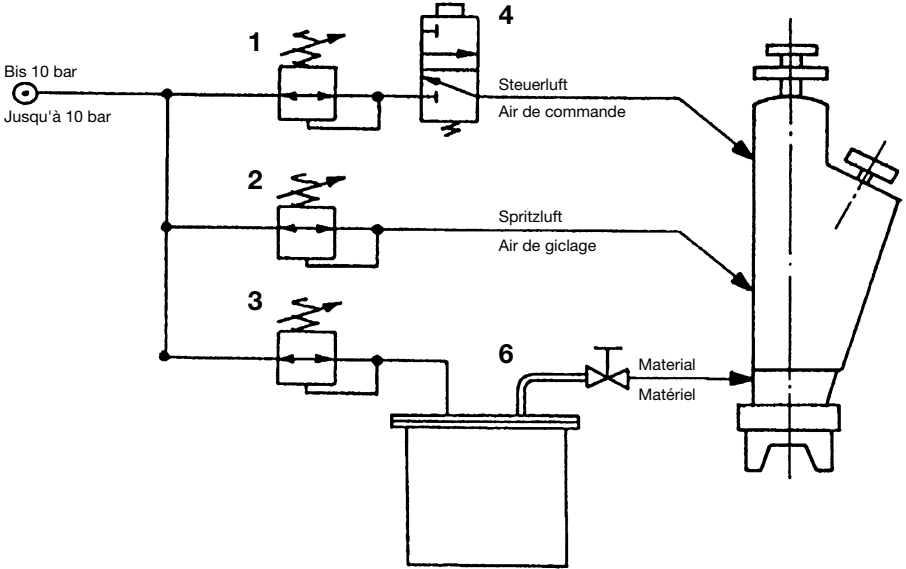 1
4
Bis 10 bar
Jusqu'à 10 bar
Steuerluft
Air de commande
2
Spritzluft
Air de giclage
3
6
Material
Matériel